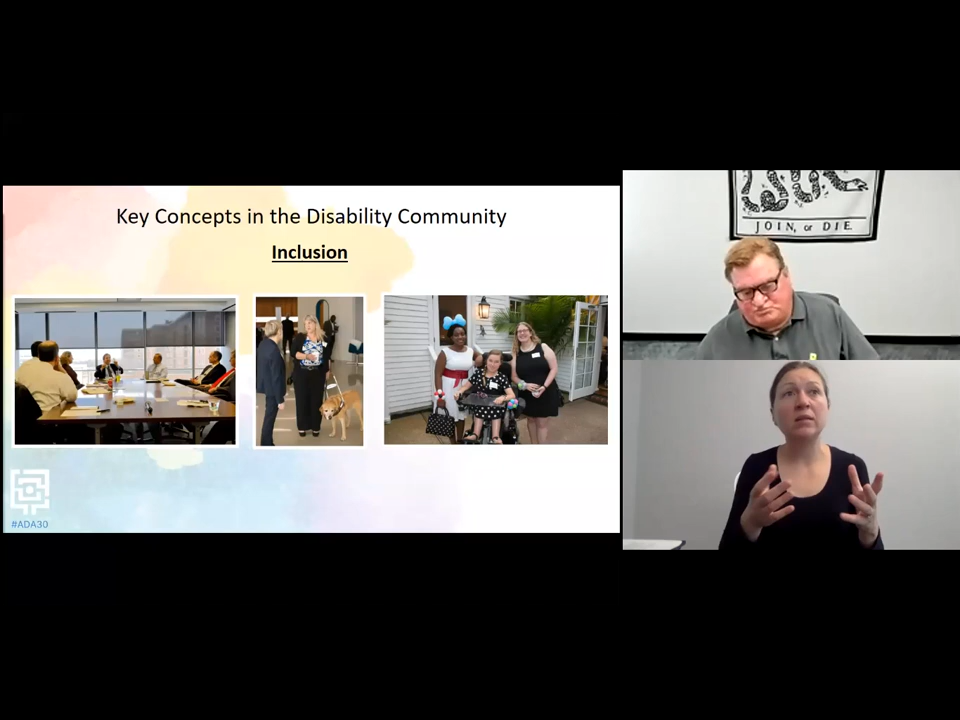 Key Concepts in the Disability Community
Inclusion
#ADA30
JOIN, or DIE.